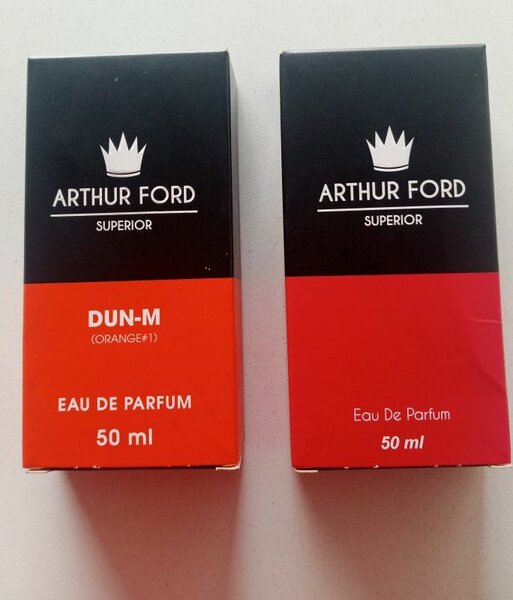 ARTHUR FORD
SUPERIOR
DUN-M
(ORANGE#1)
EAU DE PARFUM
50 ml
ARTHUR FORD
SUPERIOR
Eau De Parfum
50 ml